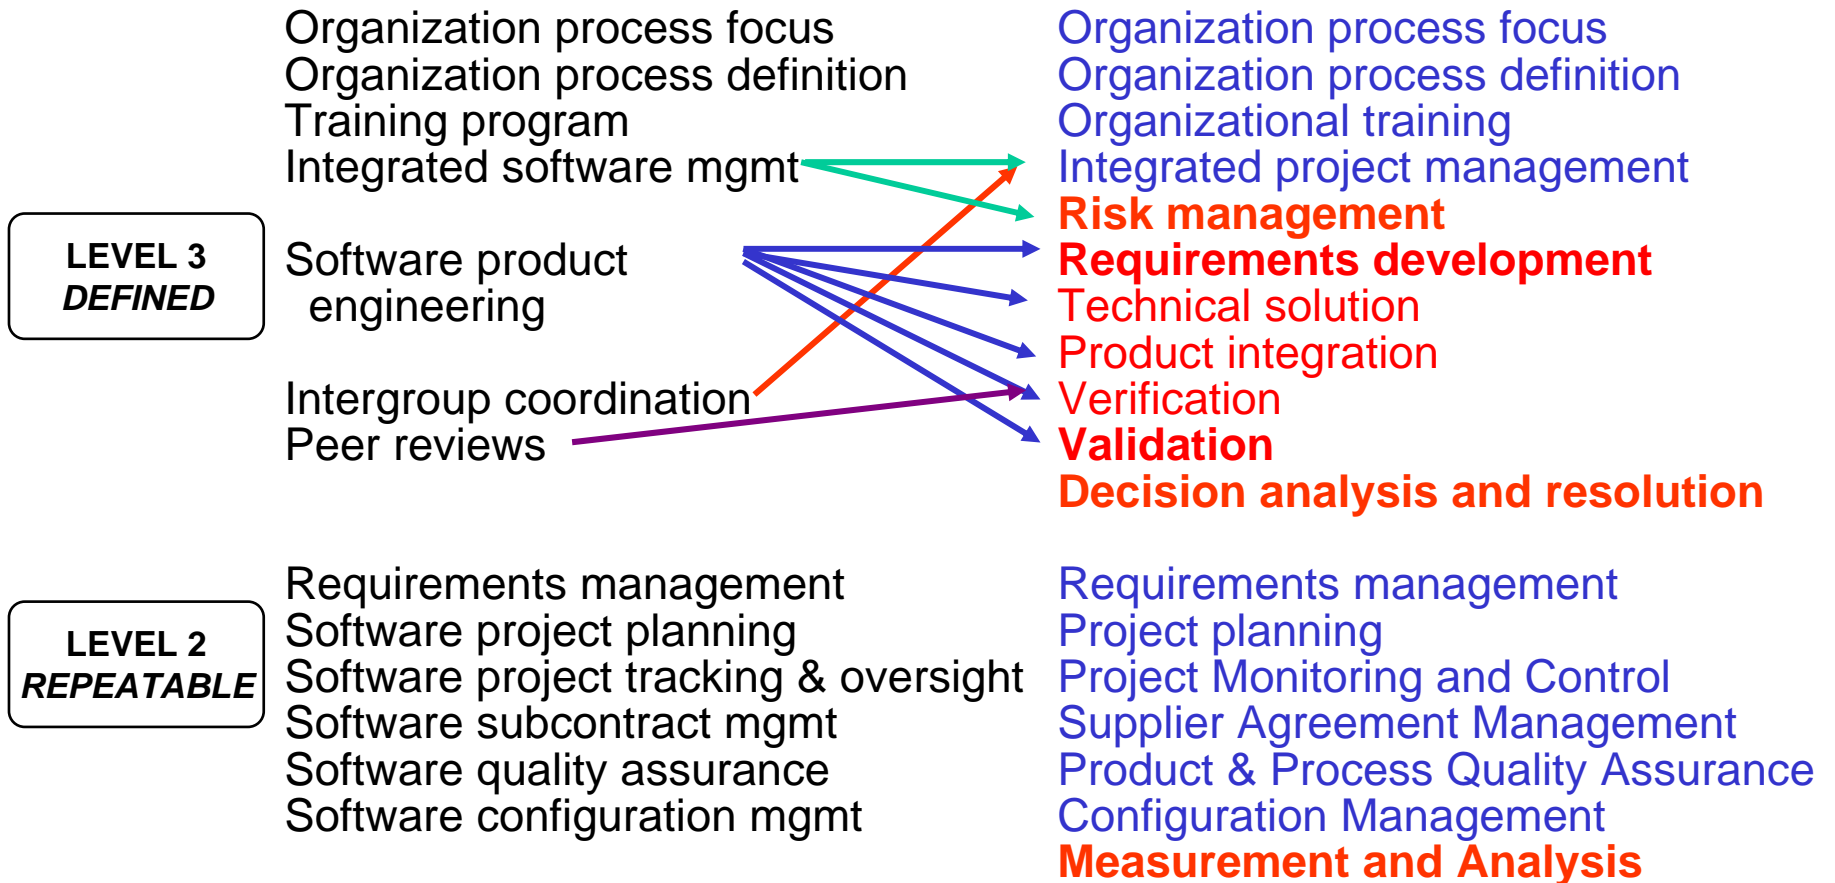 Organization process focus
Organization process definition
Training program
Integrated software mgmt
LEVEL 3
DEFINED
Software product
engineering
Intergroup coordination
Peer reviews
Organization process focus
Organization process definition
Organizational training
Integrated project management
Risk management
Requirements development
Technical solution
Product integration
Verification
Validation
Decision analysis and resolution
LEVEL 2
REPEATABLE
Requirements management
Software project planning
Software project tracking & oversight
Software subcontract mgmt
Software quality assurance
Software configuration mgmt
Requirements management
Project planning
Project Monitoring and Control
Supplier Agreement Management
Product & Process Quality Assurance
Configuration Management
Measurement and Analysis